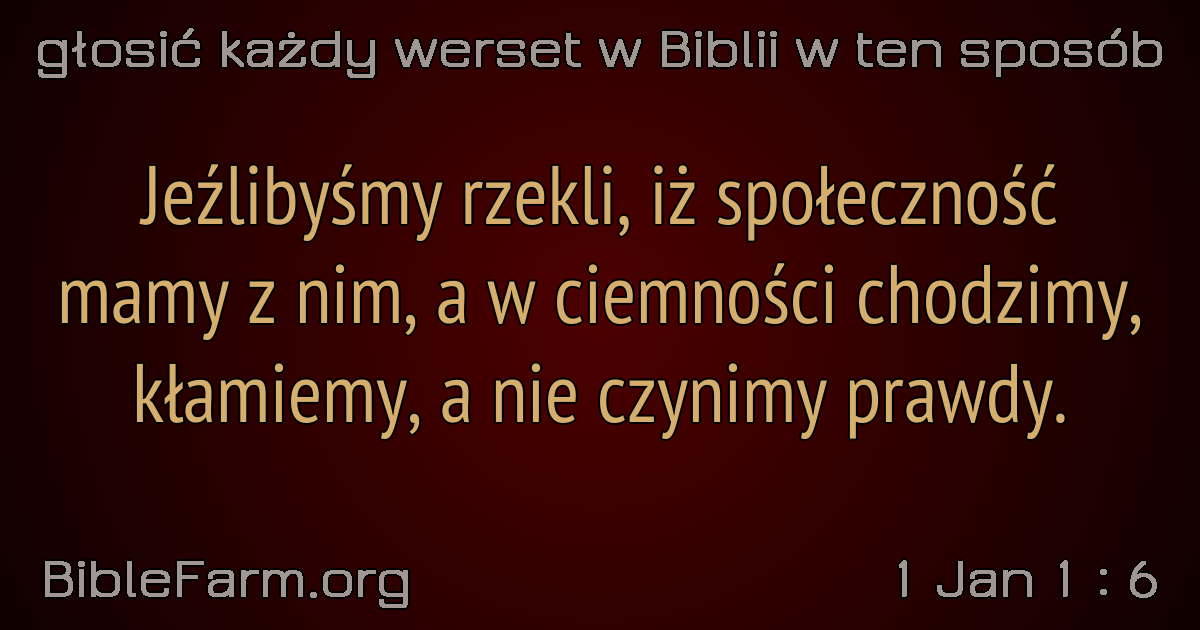 głosić każdy werset w Biblii w ten sposób
Jeźlibyśmy rzekli, iż społeczność
mamy z nim, a w ciemności chodzimy,
kłamiemy, a nie czynimy prawdy.
BibleFarm.org
1 Jan 1 : 6